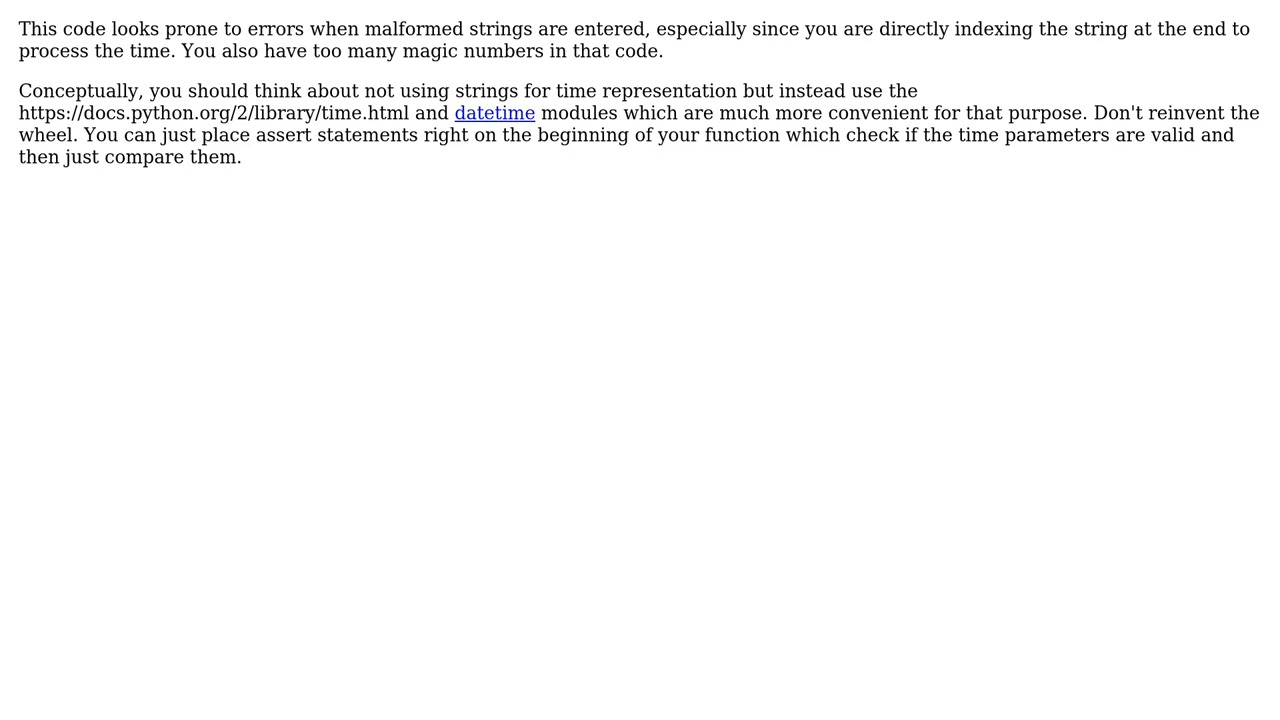 This code looks prone to errors when malformed strings are entered, especially since you are directly indexing the string at the end to
process the time. You also have too many magic numbers in that code.
Conceptually, you should think about not using strings for time representation but instead use the
https://docs.python.org/2/library/time.html and datetime modules which are much more convenient for that purpose. Don't reinvent the
wheel. You can just place assert statements right on the beginning of your function which check if the time parameters are valid and
then just compare them.